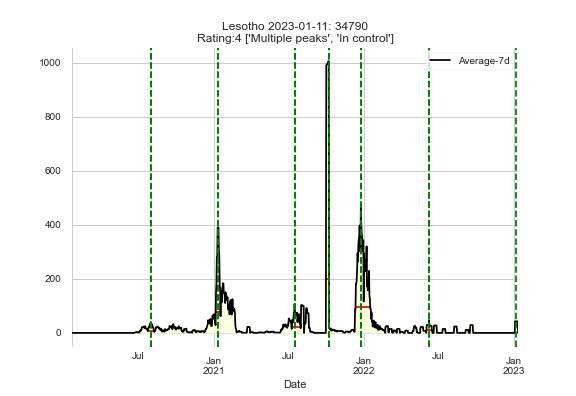 Lesotho 2023-01-11: 34790
Rating:4 ['Multiple peaks', 'In control']
Average-7d
1000
800
600
400
200
0
Jul
Jan
2021
Jul
Jan
2022
Jul
Jan
2023
Date